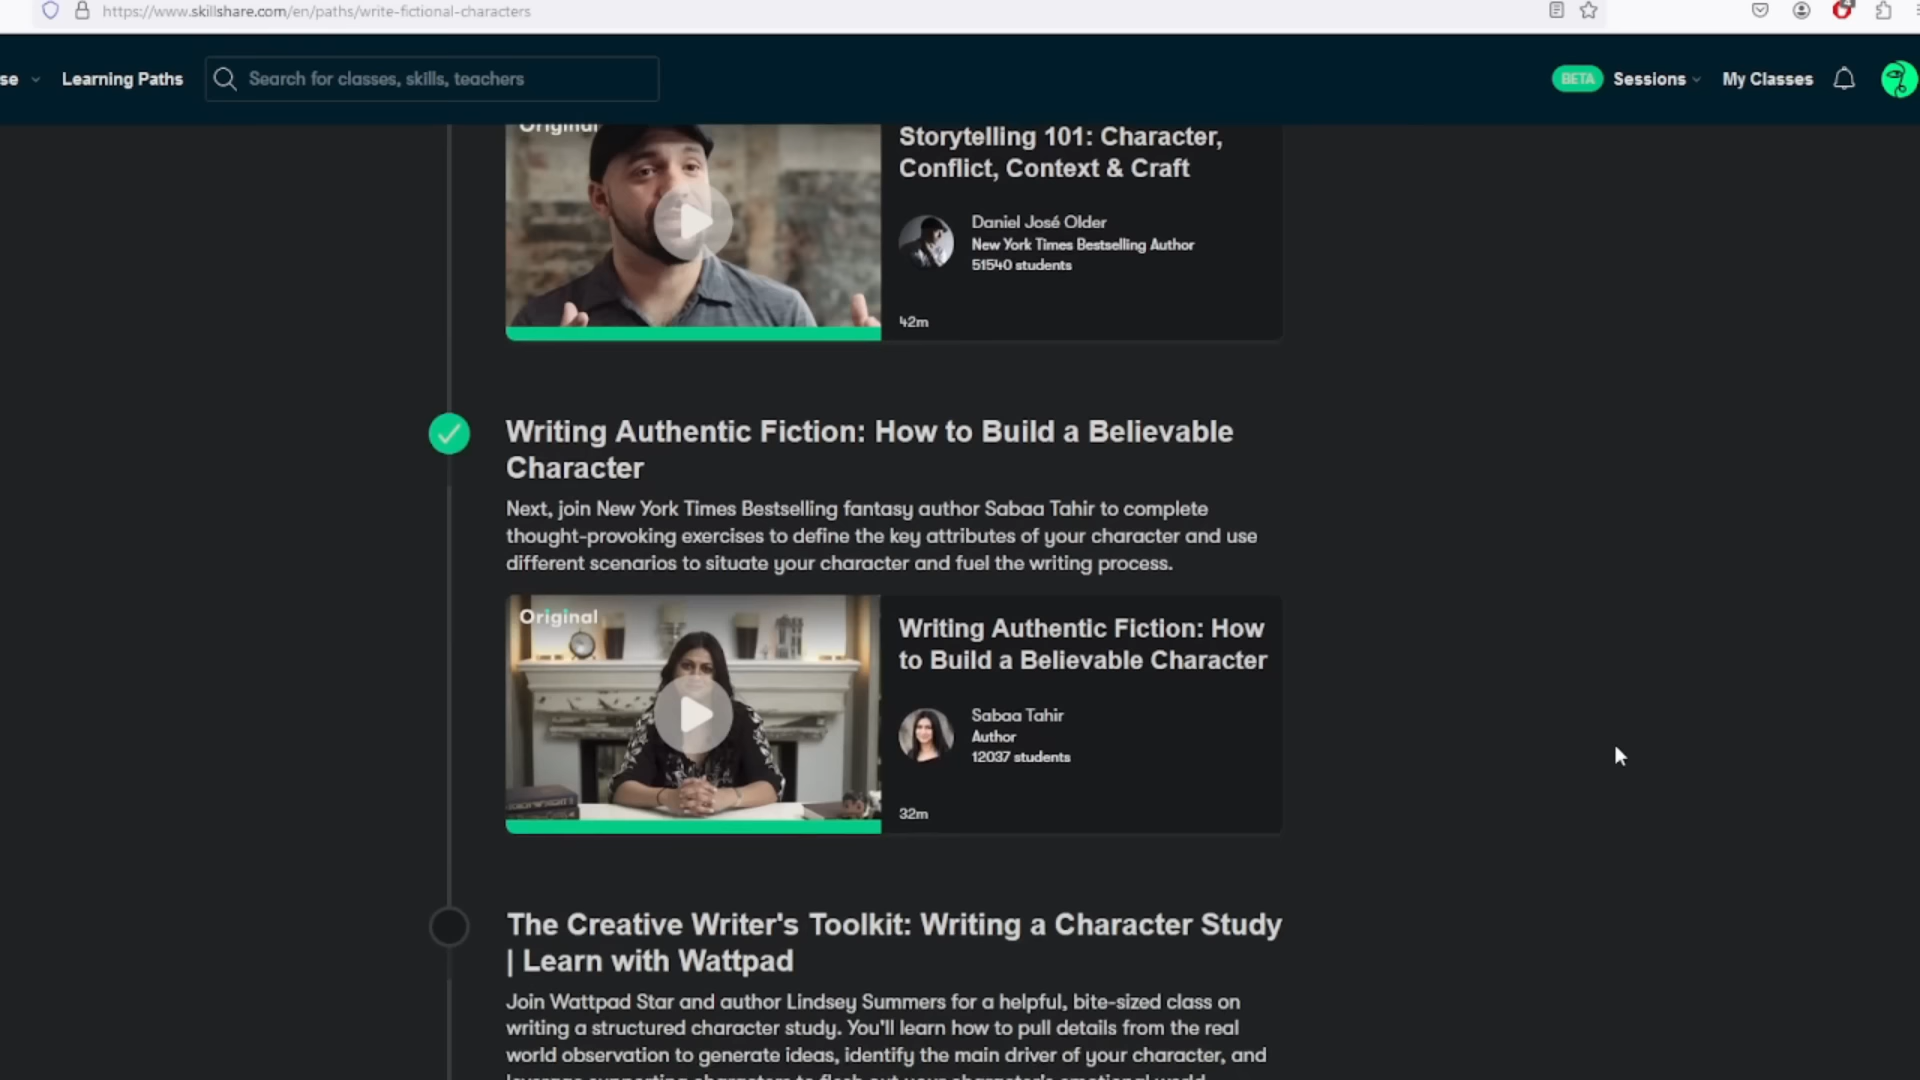 https://www.skillshare.com/en/paths/write-fictional-characters
se
Learning Paths
Search for classes, skills, teachers
BETA
Sessions
My Classes
Original
Storytelling 101: Character,
Conflict, Context & Craft
Daniel José Older
New York Times Bestselling Author
51540 students
42m
Writing Authentic Fiction: How to Build a Believable
Character
Next, join New York Times Bestselling fantasy author Sabaa Tahir to complete
thought-provoking exercises to define the key attributes of your character and use
different scenarios to situate your character and fuel the writing process.
Original
Writing Authentic Fiction: How
to Build a Believable Character
Sabaa Tahir
Author
12037 students
32m
The Creative Writer's Toolkit: Writing a Character Study
| Learn with Wattpad
Join Wattpad Star and author Lindsey Summers for a helpful, bite-sized class on
writing a structured character study. You'll learn how to pull details from the real
world observation to generate ideas, identify the main driver of your character, and